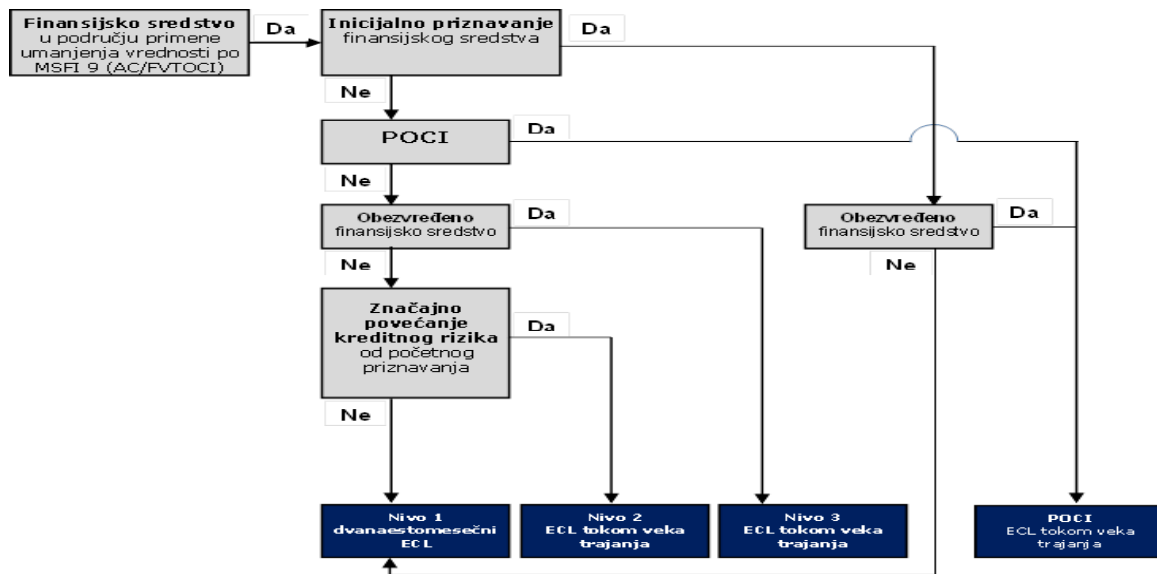 Finansijsko sredstvo
u području primene
umanjenja vrednosti po
MSFI 9 (AC/FVTOCI)
Da
Inicijalno priznavanje
finansijskog sredstva
Da
Ne
POCI
Da
Ne
Obezvređeno
finansijsko sredstvo
Da
Obezvređeno
finansijsko sredstvo
Da
Ne
Ne
Značajno
povećanje
kreditnog rizika
od početnog
priznavanja
Da
Ne
Nivo 1
dvanaestomesečni
ECL
Nivo 2
ECL tokom veka
trajanja
Nivo 3
ECL tokom veka
trajanja
POCI
ECL tokom veka
trajanja